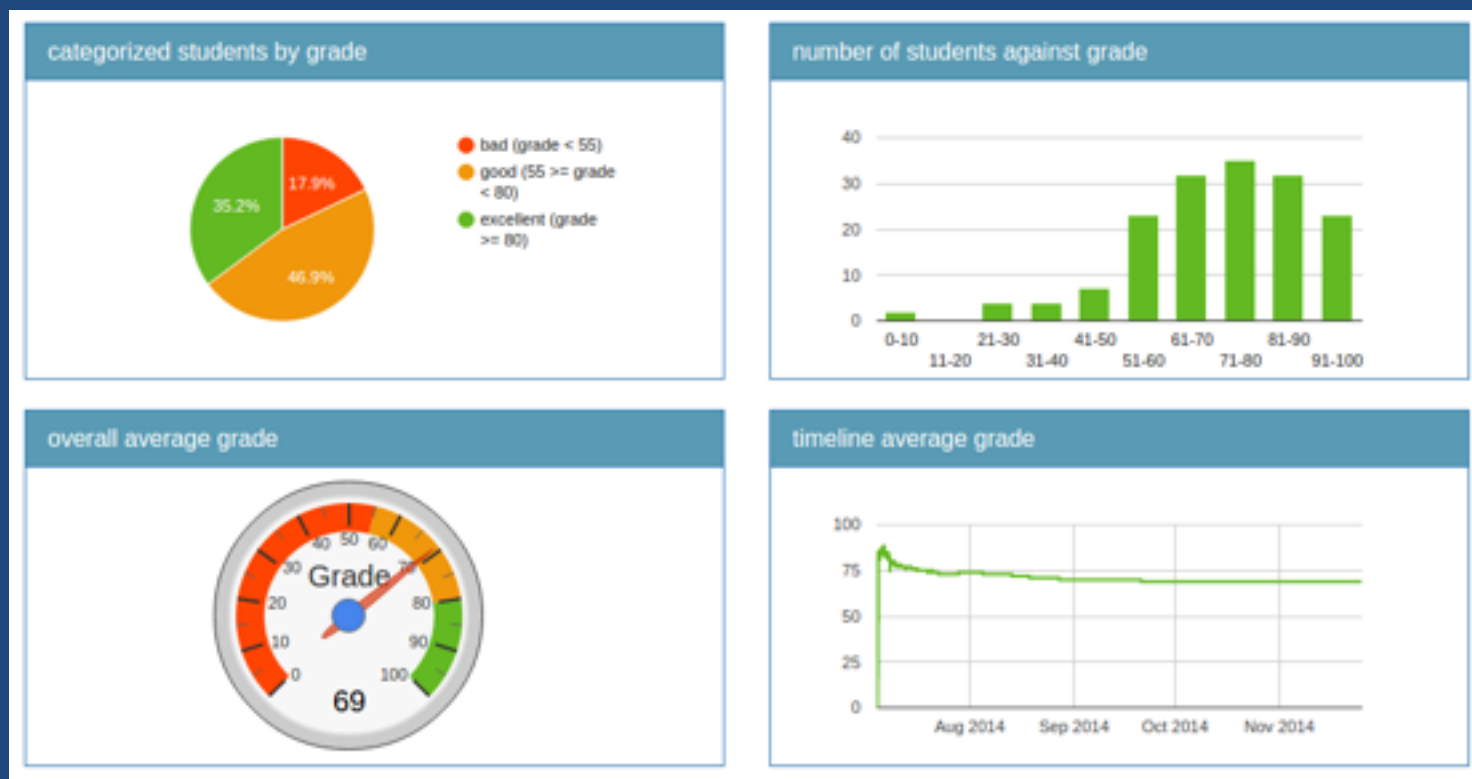 categorized students by grade
17.9%
35.2%
46.9%
bad (grade < 55)
good (55 >= grade
< 80)
excellent (grade
>= 80)
number of students against grade
40
30
20
10
0
0-10 21-30 41-50 61-70 81-90
11-20 31-40 51-60 71-80 91-100
overall average grade
40 50 60
30 70
Grade
20 80
10 90
0 100
69
timeline average grade
100
75
50
25
0
Aug 2014 Sep 2014 Oct 2014 Nov 2014